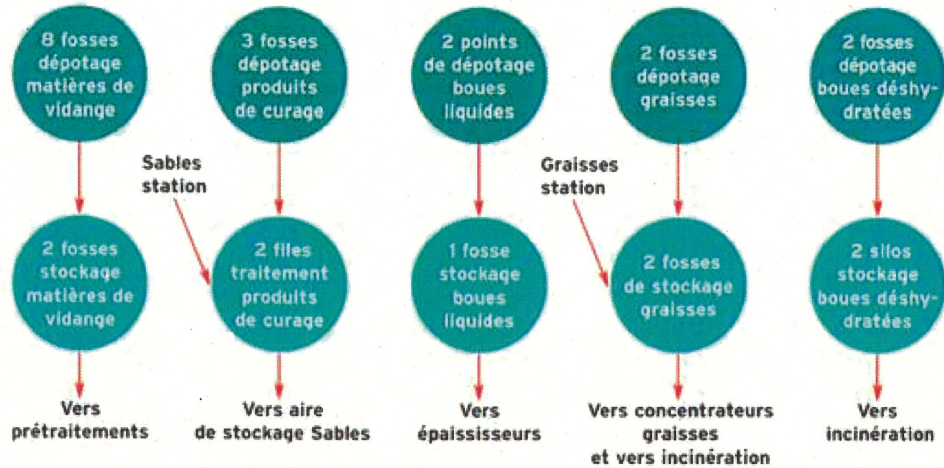 8 fosses
dépotage
matières de
vidange
3 fosses
dépotage
produits
de curage
2 points
de dépotage
boues
liquides
2 fosses
dépotage
graisses
2 fosses
dépotage
boues déshy-
dratées
Sables
station
Graisses
station
2 fosses
stockage
matières de
vidange
2 files
traitement
produits
de curage
1 fosse
stockage
boues
liquides
2 fosses
de stockage
graisses
2 silos
stockage
boues déshy-
dratées
Vers
prétraitements
Vers aire
de stockage Sables
Vers
épaississeurs
Vers concentrateurs
graisses
et vers incinération
Vers
incinération